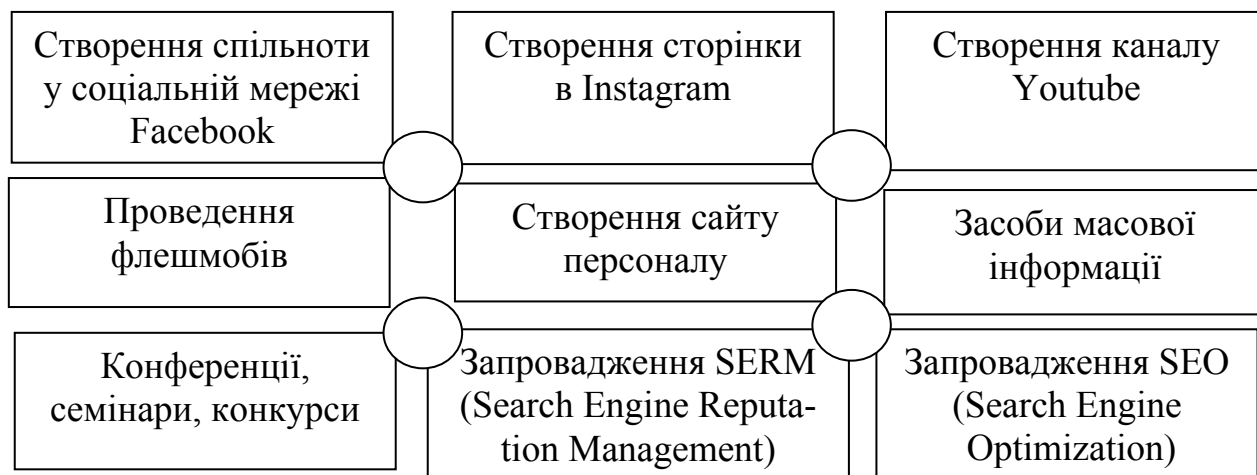 Створення спільноти
у соціальній мережі
Facebook
Створення сторінки
в Instagram
Створення каналу
Youtube
Проведення
флешмобів
Створення сайту
персоналу
Засоби масової
інформації
Конференції,
семінари, конкурси
Запровадження SERM
(Search Engine Reputa-
tion Management)
Запровадження SEO
(Search Engine
Optimization)